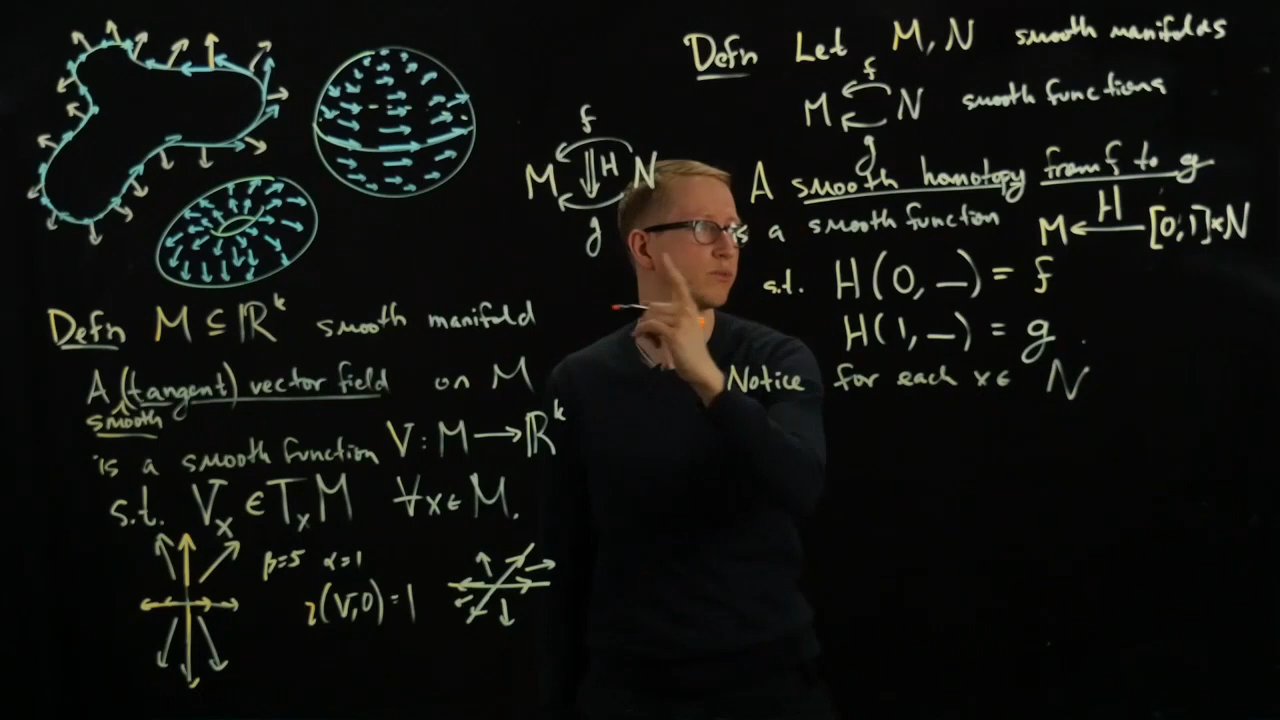 Defn M ⊆ ℝᵏ smooth manifold
A (tangent) vector field on M
smooth
is a smooth function V : M → ℝᵏ
s.t. Vₓ ∈ TₓM ∀x ∈ M.
β=5 α=1
2(V,0) = 1
f
M ⇓ H N
g
Defn Let M, N smooth manifolds
f
M N smooth functions
g
A smooth homotopy from f to g
is a smooth function M ←H [0,1]×N
s.t. H(0, —) = f
H(1, —) = g.
Notice for each x ∈ N